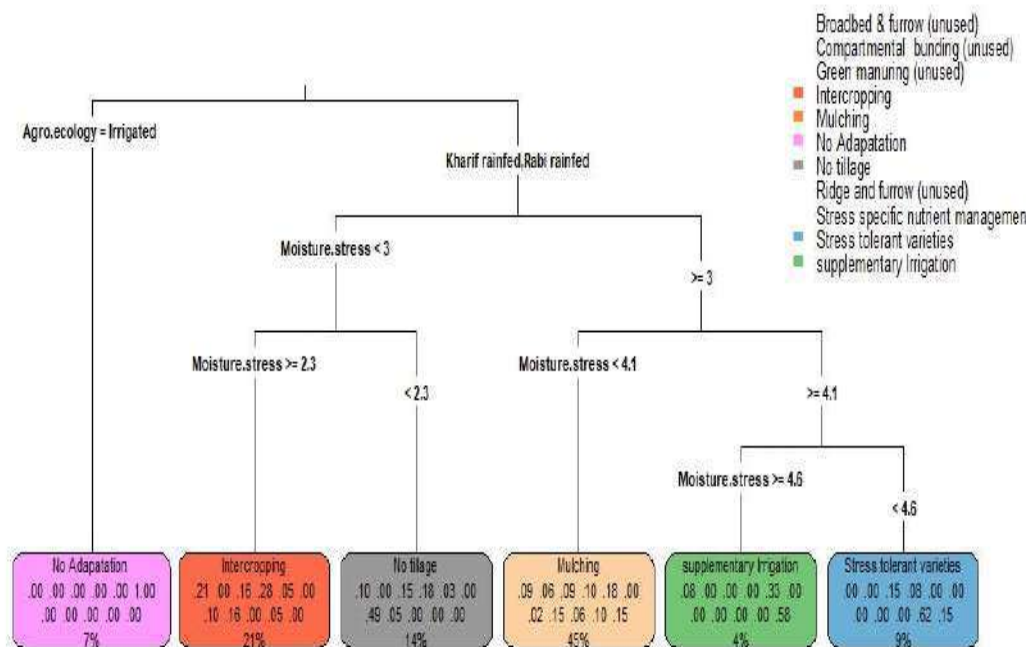 Broadbed & furrow (unused)
Compartmental bunding (unused)
Green manuring (unused)
Intercropping
Mulching
No Adapatation
No tillage
Ridge and furrow (unused)
Stress specific nutrient managemen
Stress tolerant varieties
supplementary Irrigation
Agro.ecology = Irrigated
Kharif rainfed,Rabi rainfed
Moisture.stress < 3
>= 3
Moisture.stress >= 2.3
< 2.3
Moisture.stress < 4.1
>= 4.1
Moisture.stress >= 4.6
< 4.6
No Adapatation
.00 .00 .00 .00 .00 1.00
.00 .00 .00 .00 .00
7%
Intercropping
.21 .00 .16 .28 .05 .00
.10 .16 .00 .05 .00
21%
No tillage
.10 .00 .15 .18 .03 .00
.49 .05 .00 .00 .00
14%
Mulching
.09 .06 .09 .10 .18 .00
.02 .15 .06 .10 .15
45%
supplementary Irrigation
.08 .00 .00 .00 .33 .00
.00 .00 .00 .00 .58
4%
Stress tolerant varieties
.00 .00 .15 .08 .00 .00
.00 .00 .00 .62 .15
9%